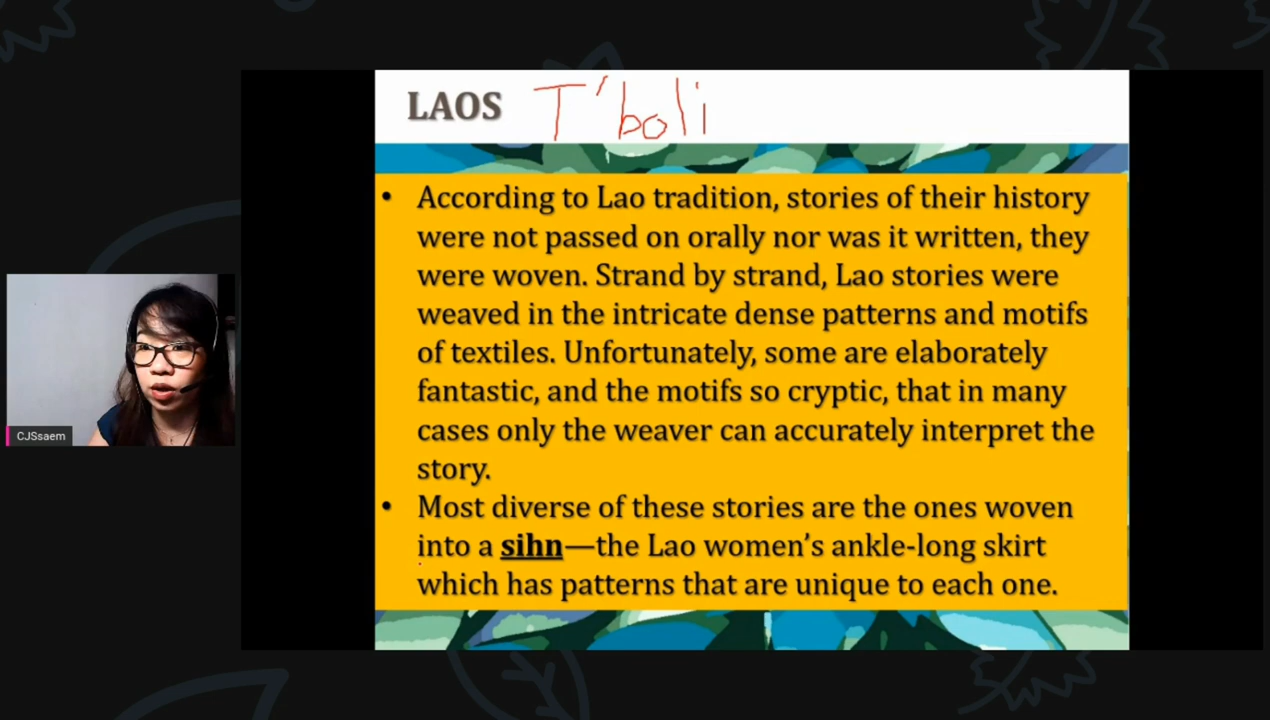 LAOS T'boli
• According to Lao tradition, stories of their history
were not passed on orally nor was it written, they
were woven. Strand by strand, Lao stories were
weaved in the intricate dense patterns and motifs
of textiles. Unfortunately, some are elaborately
fantastic, and the motifs so cryptic, that in many
cases only the weaver can accurately interpret the
story.
• Most diverse of these stories are the ones woven
into a sihn—the Lao women’s ankle-long skirt
which has patterns that are unique to each one.
CJSsaem